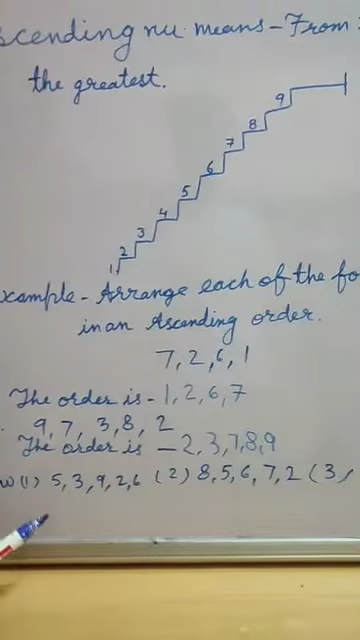 scending nu. means - From
the greatest.
9
8
7
6
5
4
3
2
1
xample - Arrange each of the fo
in an Ascending order.
7, 2, 6, 1
The order is - 1, 2, 6, 7
9, 7, 3, 8, 2
The order is - 2, 3, 7, 8, 9
w (1) 5, 3, 9, 2, 6 (2) 8, 5, 6, 7, 2 (3,